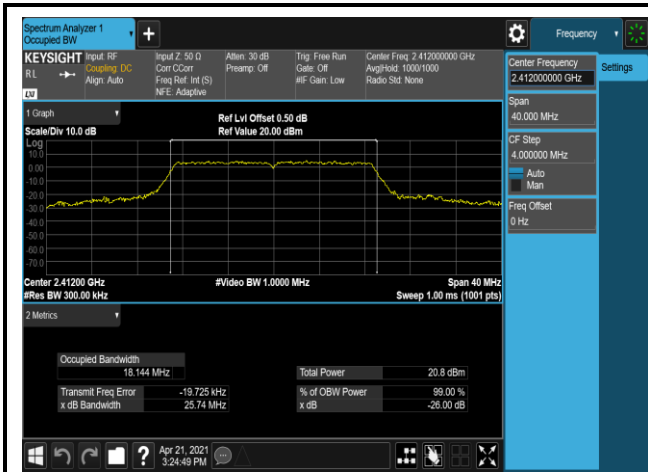 Spectrum Analyzer 1
Occupied BW
+
Frequency
KEYSIGHT
Input: RF
Coupling: DC
Align: Auto
RL
LXI
Input Z: 50 Ω
Corr CCorr
Freq Ref: Int (S)
NFE: Adaptive
Atten: 30 dB
Preamp: Off
Trig: Free Run
Gate: Off
#IF Gain: Low
Center Freq: 2.412000000 GHz
Avg|Hold: 1000/1000
Radio Std: None
Center Frequency
2.412000000 GHz
Settings
Span
40.000 MHz
CF Step
4.000000 MHz
Auto
Man
Freq Offset
0 Hz
1 Graph
Scale/Div 10.0 dB
Ref Lvl Offset 0.50 dB
Ref Value 20.00 dBm
Log
10.0
0.00
-10.0
-20.0
-30.0
-40.0
-50.0
-60.0
-70.0
Center 2.41200 GHz
#Video BW 1.0000 MHz
Span 40 MHz
#Res BW 300.00 kHz
Sweep 1.00 ms (1001 pts)
2 Metrics
Occupied Bandwidth
18.144 MHz
Total Power 20.8 dBm
Transmit Freq Error -19.725 kHz
% of OBW Power 99.00 %
x dB Bandwidth 25.74 MHz
x dB -26.00 dB
?
Apr 21, 2021
3:24:49 PM